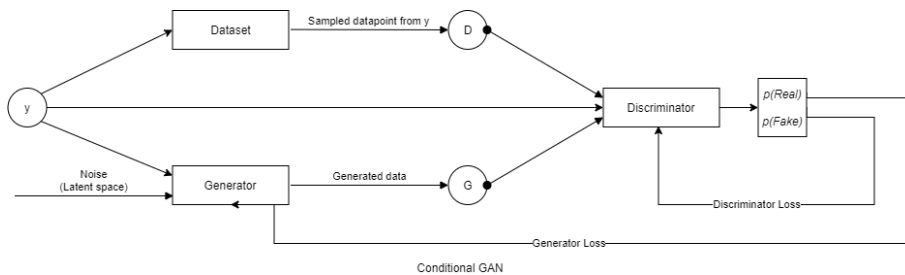 Dataset
Sampled datapoint from y
D
y
Discriminator
p(Real)
p(Fake)
Noise
(Latent space)
Generator
Generated data
G
Discriminator Loss
Generator Loss
Conditional GAN